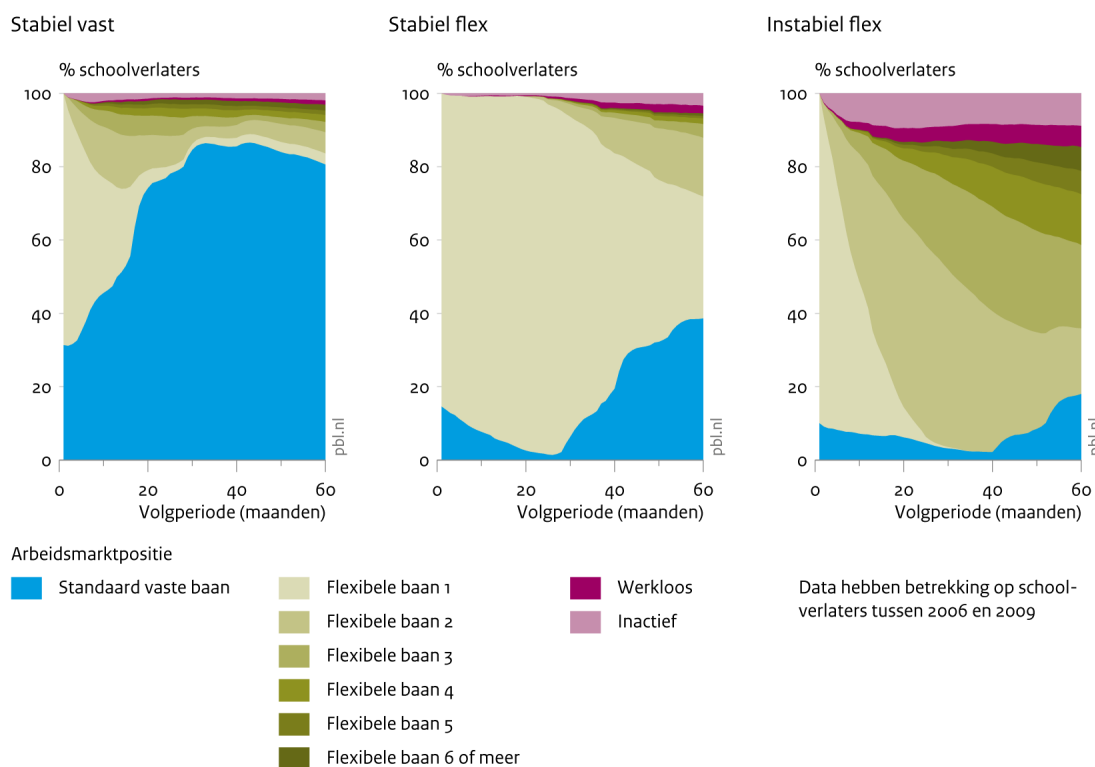 Stabiel vast
Stabiel flex
Instabiel flex
% schoolverlaters
% schoolverlaters
% schoolverlaters
100
80
60
40
20
0
0 20 40 60
Volgperiode (maanden)
pbl.nl
100
80
60
40
20
0
0 20 40 60
Volgperiode (maanden)
pbl.nl
100
80
60
40
20
0
0 20 40 60
Volgperiode (maanden)
pbl.nl
Arbeidsmarktpositie
Standaard vaste baan
Flexibele baan 1
Flexibele baan 2
Flexibele baan 3
Flexibele baan 4
Flexibele baan 5
Flexibele baan 6 of meer
Werkloos
Inactief
Data hebben betrekking op school-
verlaters tussen 2006 en 2009